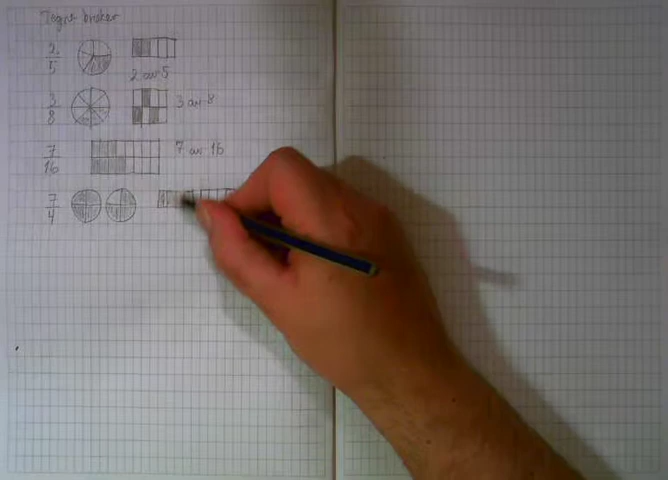 Tegne brøker
2/5
2 av 5
3/8 3 av 8
7/16 7 av 16
7/4